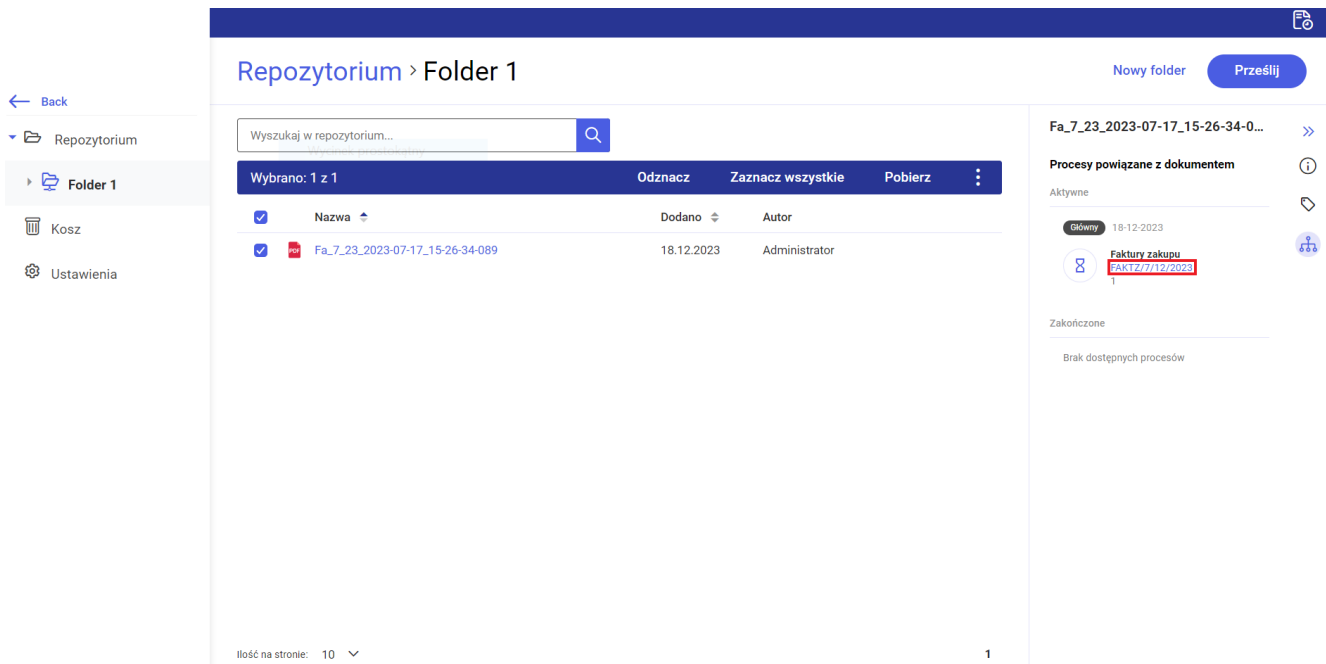 Repozytorium > Folder 1
Nowy folder
Prześlij
Back
Repozytorium
Folder 1
Kosz
Ustawienia
Wyszukaj w repozytorium...
Wycinek prostokątny
Wybrano: 1 z 1
Odznacz
Zaznacz wszystkie
Pobierz
Nazwa
Dodano
Autor
PDF
Fa_7_23_2023-07-17_15-26-34-089
18.12.2023
Administrator
Ilość na stronie: 10
1
Fa_7_23_2023-07-17_15-26-34-0...
Procesy powiązane z dokumentem
Aktywne
Główny
18-12-2023
Faktury zakupu
FAKTZ/7/12/2023
1
Zakończone
Brak dostępnych procesów